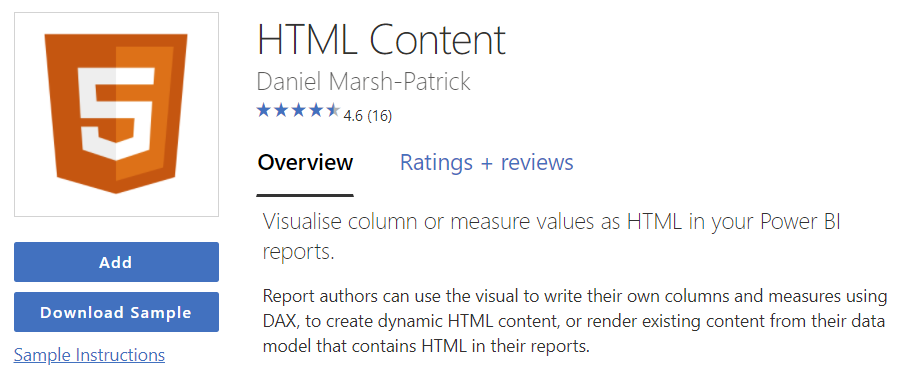 5
HTML Content
Daniel Marsh-Patrick
4.6 (16)
Overview
Ratings + reviews
Visualise column or measure values as HTML in your Power BI
reports.
Add
Report authors can use the visual to write their own columns and measures using
DAX, to create dynamic HTML content, or render existing content from their data
model that contains HTML in their reports.
Download Sample
Sample Instructions